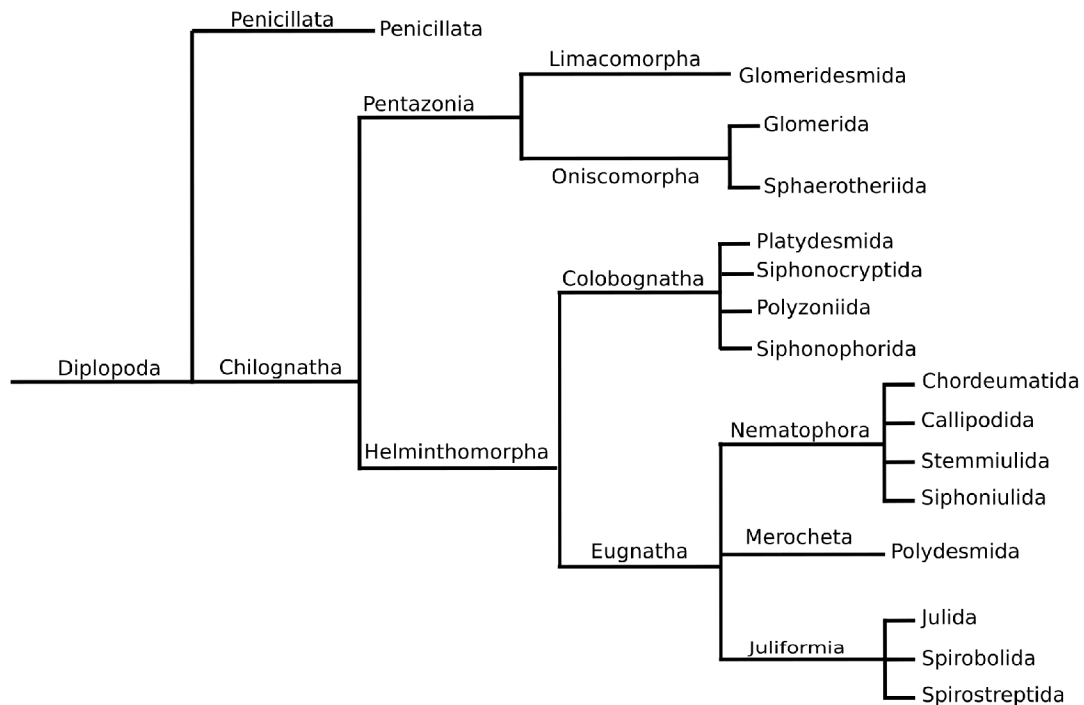 Penicillata
Penicillata
Limacomorpha
Glomeridesmida
Pentazonia
Glomerida
Oniscomorpha
Sphaerotheriida
Platydesmida
Siphonocryptida
Colobognatha
Polyzoniida
Siphonophorida
Diplopoda
Chilognatha
Chordeumatida
Callipodida
Nematophora
Helminthomorpha
Stemmiulida
Siphoniulida
Merocheta
Eugnatha
Polydesmida
Julida
Juliformia
Spirobolida
Spirostreptida